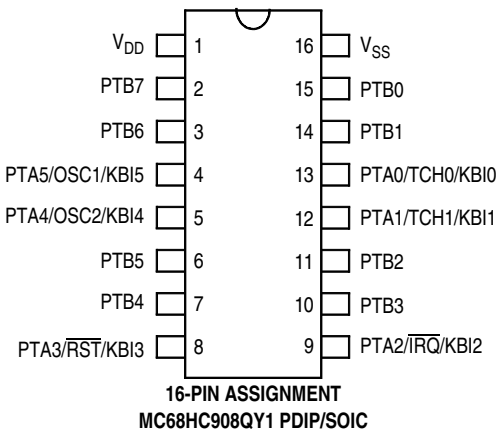 V_DD 1 16 V_SS
PTB7 2 15 PTB0
PTB6 3 14 PTB1
PTA5/OSC1/KBI5 4 13 PTA0/TCH0/KBI0
PTA4/OSC2/KBI4 5 12 PTA1/TCH1/KBI1
PTB5 6 11 PTB2
PTB4 7 10 PTB3
PTA3/R̅S̅T̅/KBI3 8 9 PTA2/I̅R̅Q̅/KBI2
16-PIN ASSIGNMENT
MC68HC908QY1 PDIP/SOIC